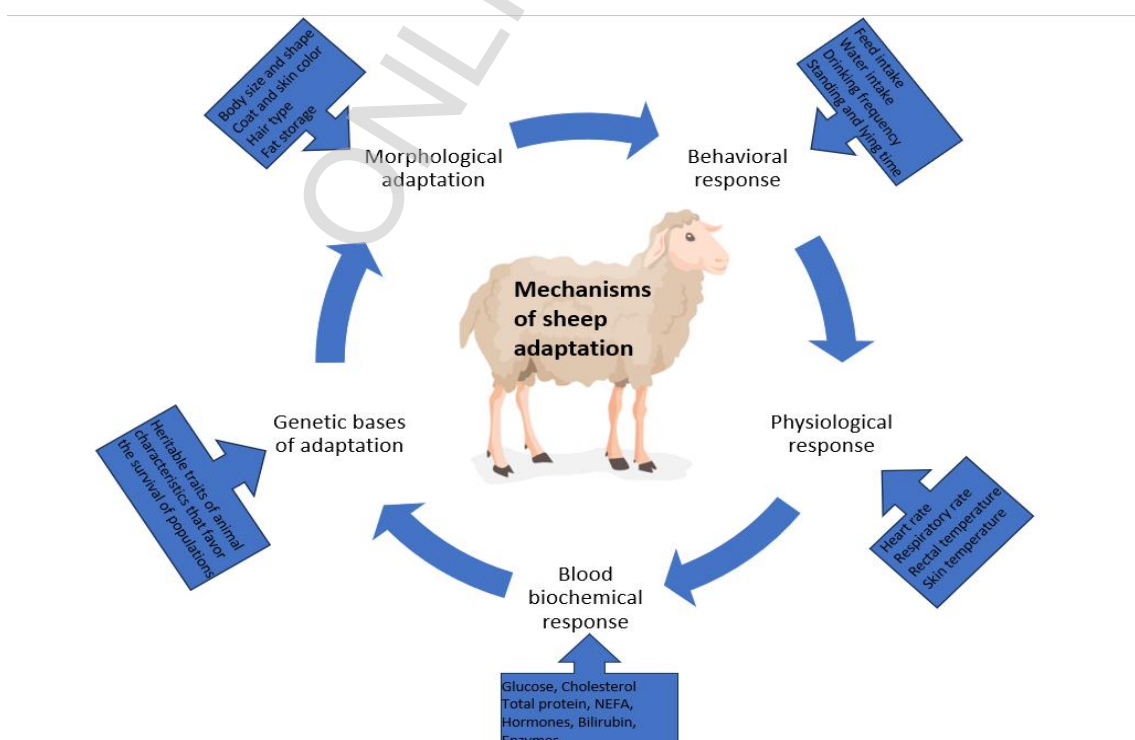 ONLI
Body size and shape
Coat and skin color
Hair type
Fat storage
Morphological
adaptation
Feed intake
Water intake
Drinking frequency
Standing and lying time
Behavioral
response
Mechanisms
of sheep
adaptation
Heritable traits of animal
characteristics that favor
the survival of populations
Genetic bases
of adaptation
Physiological
response
Heart rate
Respiratory rate
Rectal temperature
Skin temperature
Blood
biochemical
response
Glucose, Cholesterol
Total protein, NEFA,
Hormones, Bilirubin,
Enzymes